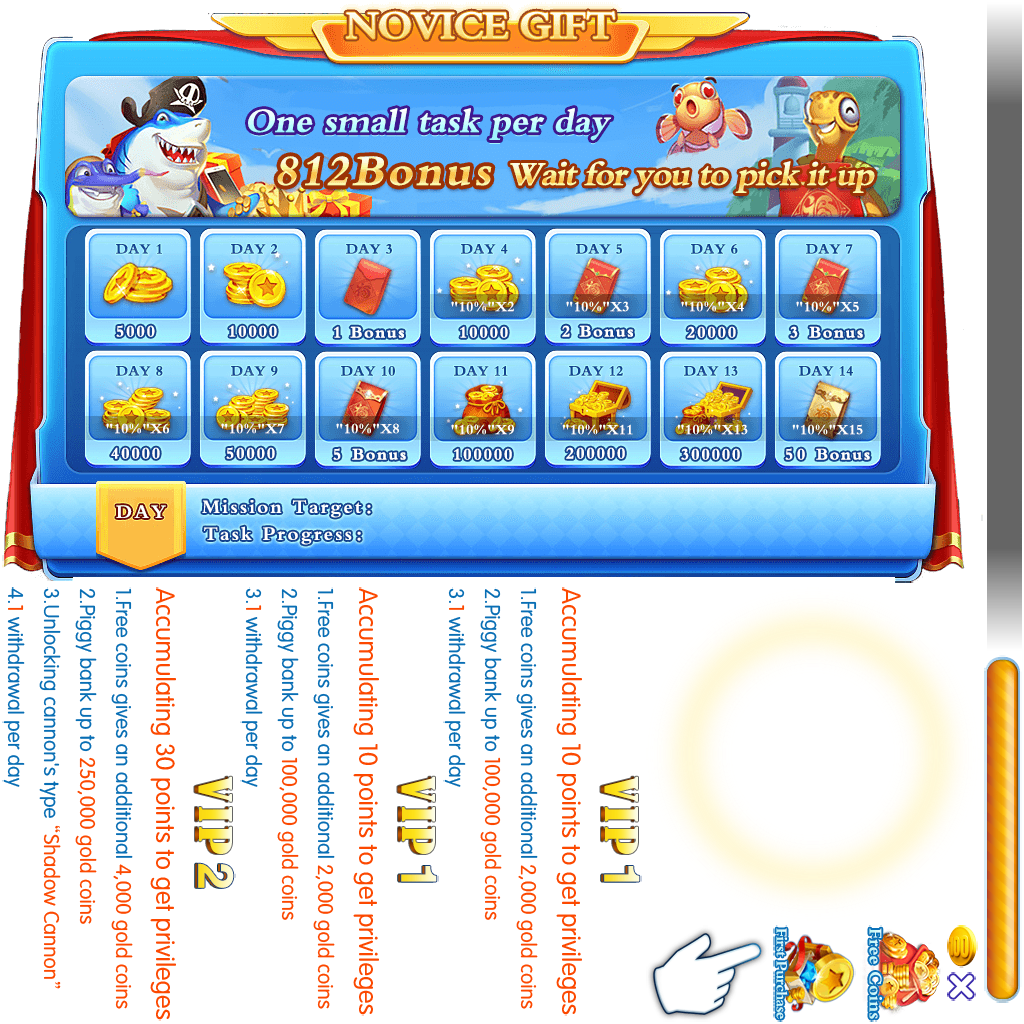 NOVICE GIFT
One small task per day
812Bonus Wait for you to pick it up
DAY 1
DAY 2
DAY 3
DAY 4
DAY 5
DAY 6
DAY 7
"10%"X2
"10%"X3
"10%"X4
"10%"X5
5000
10000
1 Bonus
10000
2 Bonus
20000
3 Bonus
DAY 8
DAY 9
DAY 10
DAY 11
DAY 12
DAY 13
DAY 14
"10%"X6
"10%"X7
"10%"X8
"10%"X9
"10%"X11
"10%"X13
"10%"X15
40000
50000
5 Bonus
100000
200000
300000
50 Bonus
DAY
Mission Target:
Task Progress:
VIP 1
Accumulating 10 points to get privileges
1.Free coins gives an additional 2,000 gold coins
2.Piggy bank up to 100,000 gold coins
3.1 withdrawal per day
VIP 1
Accumulating 10 points to get privileges
1.Free coins gives an additional 2,000 gold coins
2.Piggy bank up to 100,000 gold coins
3.1 withdrawal per day
VIP 2
Accumulating 30 points to get privileges
1.Free coins gives an additional 4,000 gold coins
2.Piggy bank up to 250,000 gold coins
3.Unlocking cannon's type “Shadow Cannon”
4.1 withdrawal per day
Free Coins
First Purchase
X